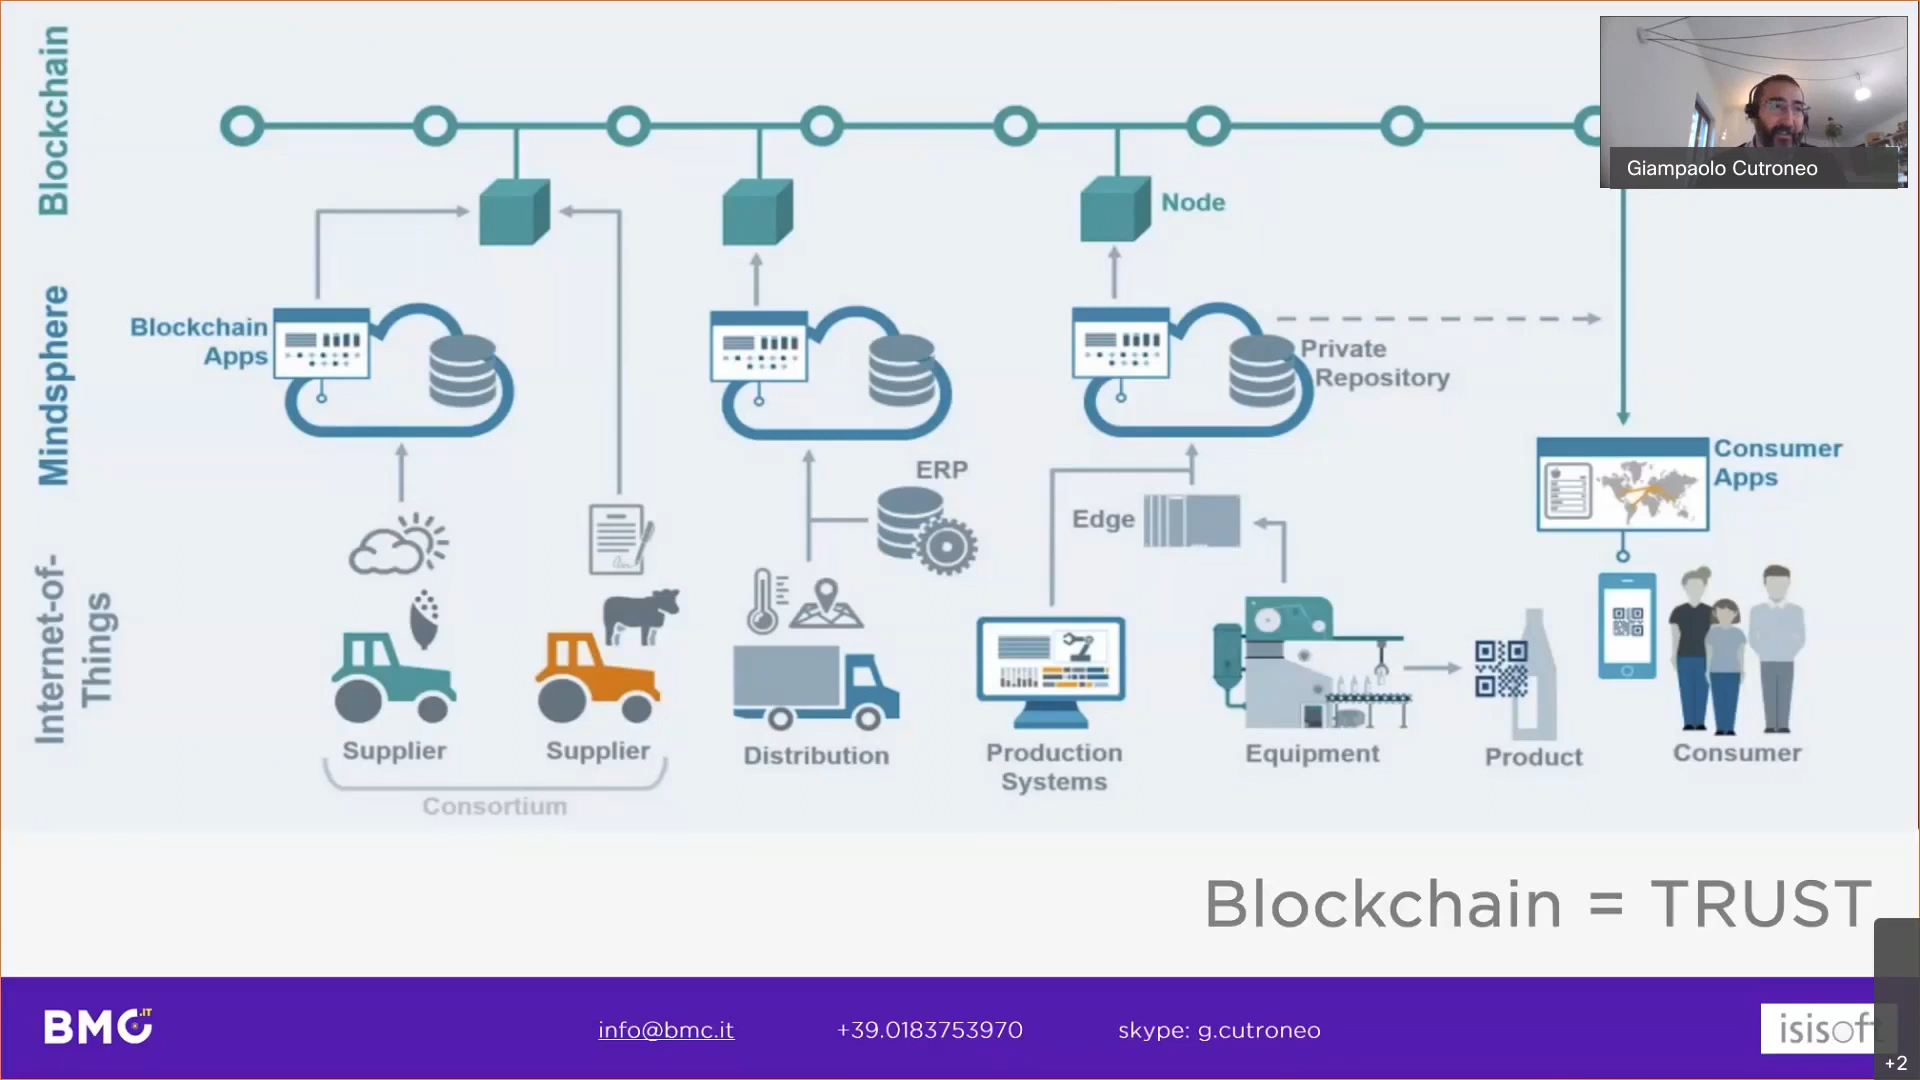 Blockchain
Mindsphere
Internet-of-
Things
Giampaolo Cutroneo
Node
Blockchain
Apps
Private
Repository
ERP
Edge
Consumer
Apps
Supplier
Supplier
Consortium
Distribution
Production
Systems
Equipment
Product
Consumer
Blockchain = TRUST
BMC.IT
info@bmc.it
+39.0183753970
skype: g.cutroneo
isisoft
+2